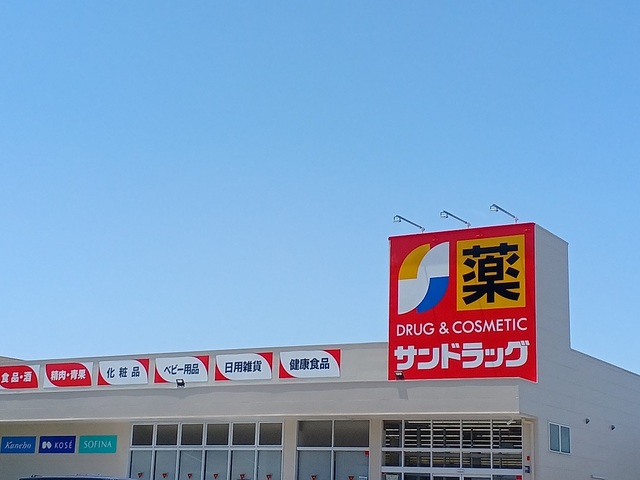 薬
DRUG & COSMETIC
サンドラッグ
食品・酒
精肉・青果
化粧品
ベビー用品
日用雑貨
健康食品
Kanebo
KOSÉ
SOFINA